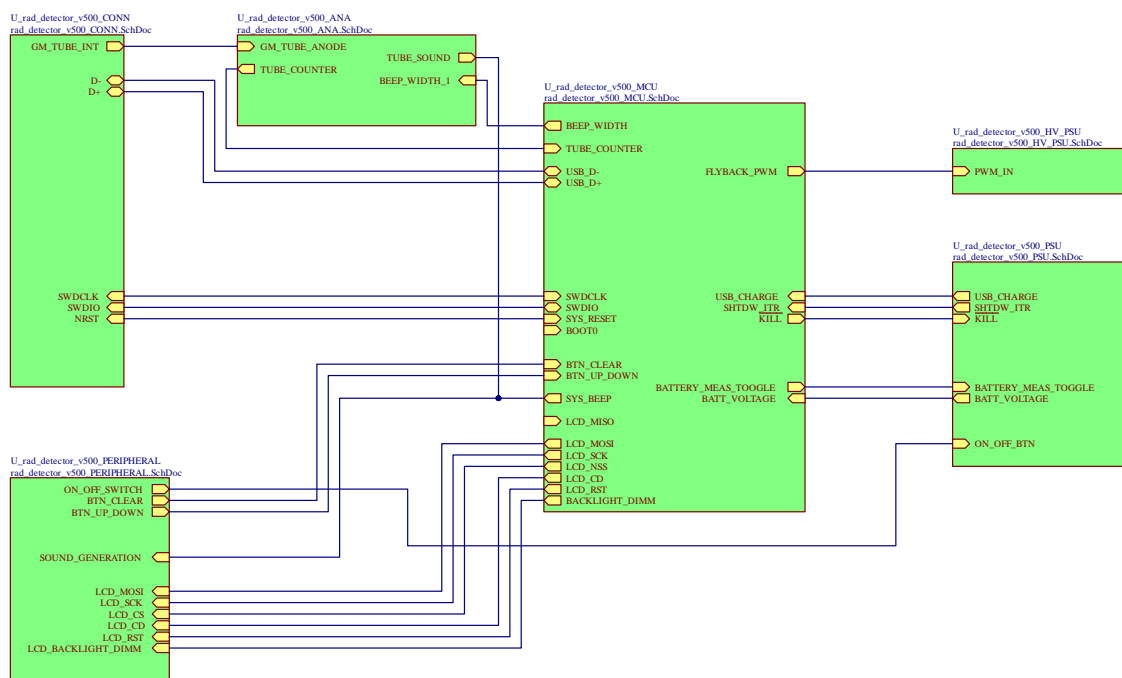 U_rad_detector_v500_CONN
rad_detector_v500_CONN.SchDoc
GM_TUBE_INT
D-
D+
SWDCLK
SWDIO
NRST
U_rad_detector_v500_ANA
rad_detector_v500_ANA.SchDoc
GM_TUBE_ANODE
TUBE_SOUND
TUBE_COUNTER
BEEP_WIDTH_1
U_rad_detector_v500_MCU
rad_detector_v500_MCU.SchDoc
BEEP_WIDTH
TUBE_COUNTER
USB_D-
USB_D+
FLYBACK_PWM
SWDCLK
SWDIO
SYS_RESET
BOOT0
USB_CHARGE
SHTDW_ITR
KILL
BTN_CLEAR
BTN_UP_DOWN
BATTERY_MEAS_TOOGLE
SYS_BEEP
BATT_VOLTAGE
LCD_MISO
LCD_MOSI
LCD_SCK
LCD_NSS
LCD_CD
LCD_RST
BACKLIGHT_DIMM
U_rad_detector_v500_HV_PSU
rad_detector_v500_HV_PSU.SchDoc
PWM_IN
U_rad_detector_v500_PSU
rad_detector_v500_PSU.SchDoc
USB_CHARGE
SHTDW_ITR
KILL
BATTERY_MEAS_TOGGLE
BATT_VOLTAGE
ON_OFF_BTN
U_rad_detector_v500_PERIPHERAL
rad_detector_v500_PERIPHERAL.SchDoc
ON_OFF_SWITCH
BTN_CLEAR
BTN_UP_DOWN
SOUND_GENERATION
LCD_MOSI
LCD_SCK
LCD_CS
LCD_CD
LCD_RST
LCD_BACKLIGHT_DIMM